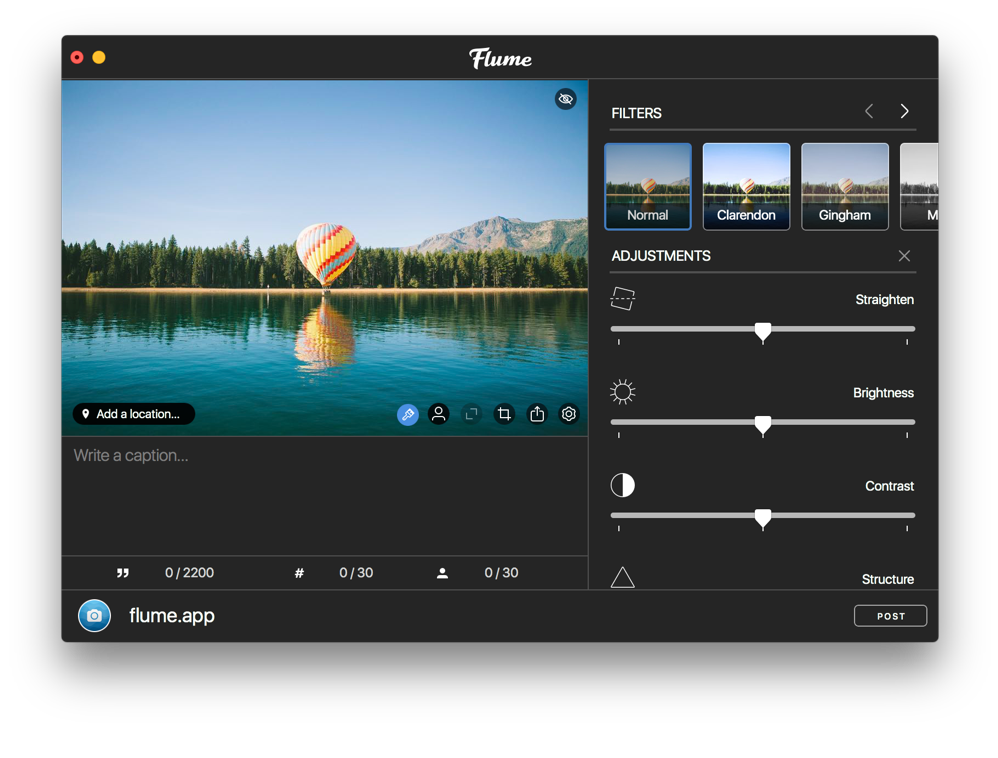 Flume
FILTERS
Normal
Clarendon
Gingham
M
ADJUSTMENTS
Straighten
Brightness
Contrast
Structure
Add a location...
Write a caption...
0 / 2200
# 0 / 30
0 / 30
flume.app
POST